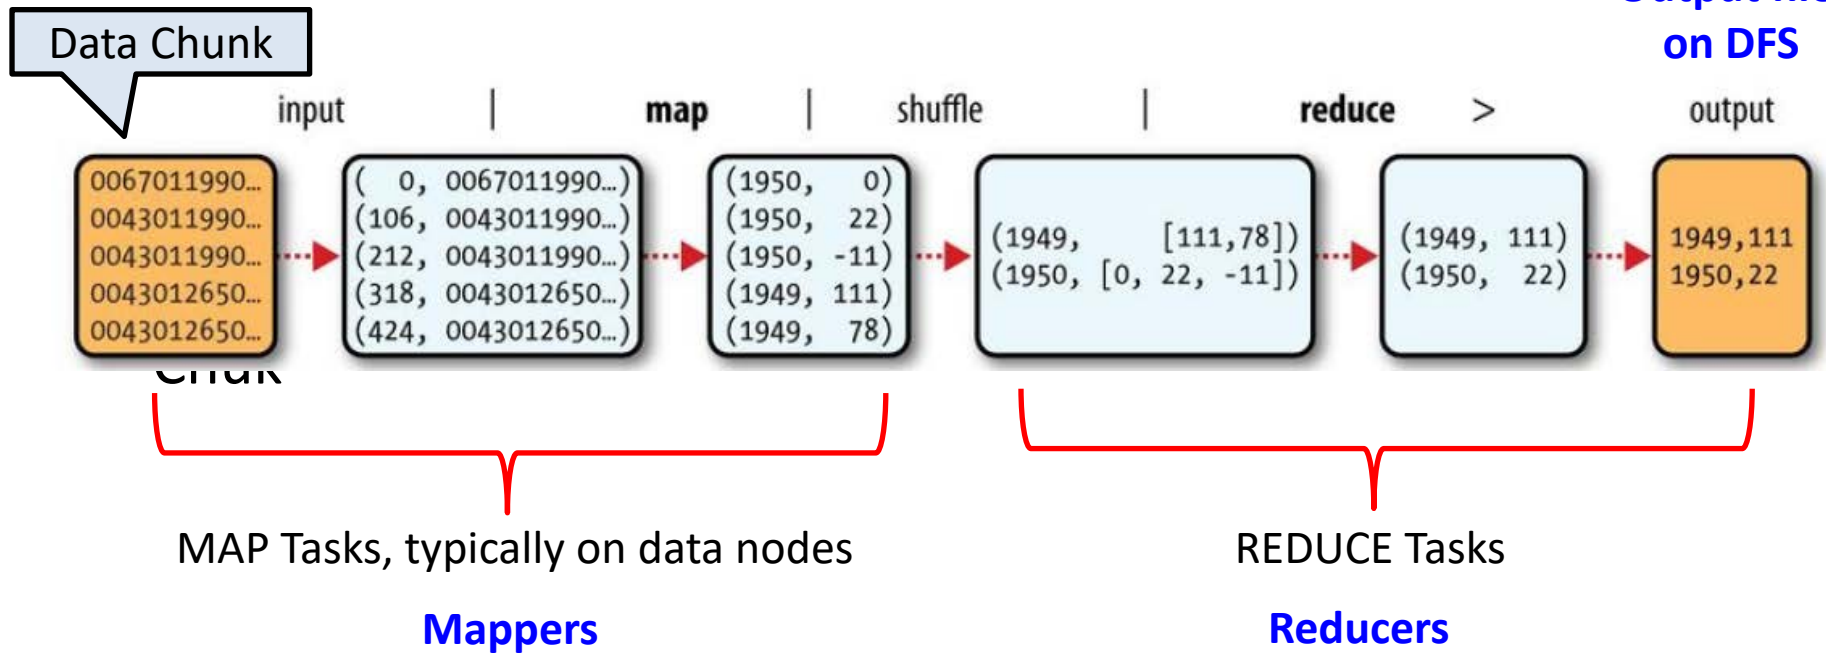 on DFS
Data Chunk
input | map | shuffle | reduce > output
0067011990...
0043011990...
0043011990...
0043012650...
0043012650...
( 0, 0067011990...)
(106, 0043011990...)
(212, 0043011990...)
(318, 0043012650...)
(424, 0043012650...)
(1950, 0)
(1950, 22)
(1950, -11)
(1949, 111)
(1949, 78)
(1949, [111,78])
(1950, [0, 22, -11])
(1949, 111)
(1950, 22)
1949,111
1950,22
MAP Tasks, typically on data nodes
REDUCE Tasks
Mappers
Reducers